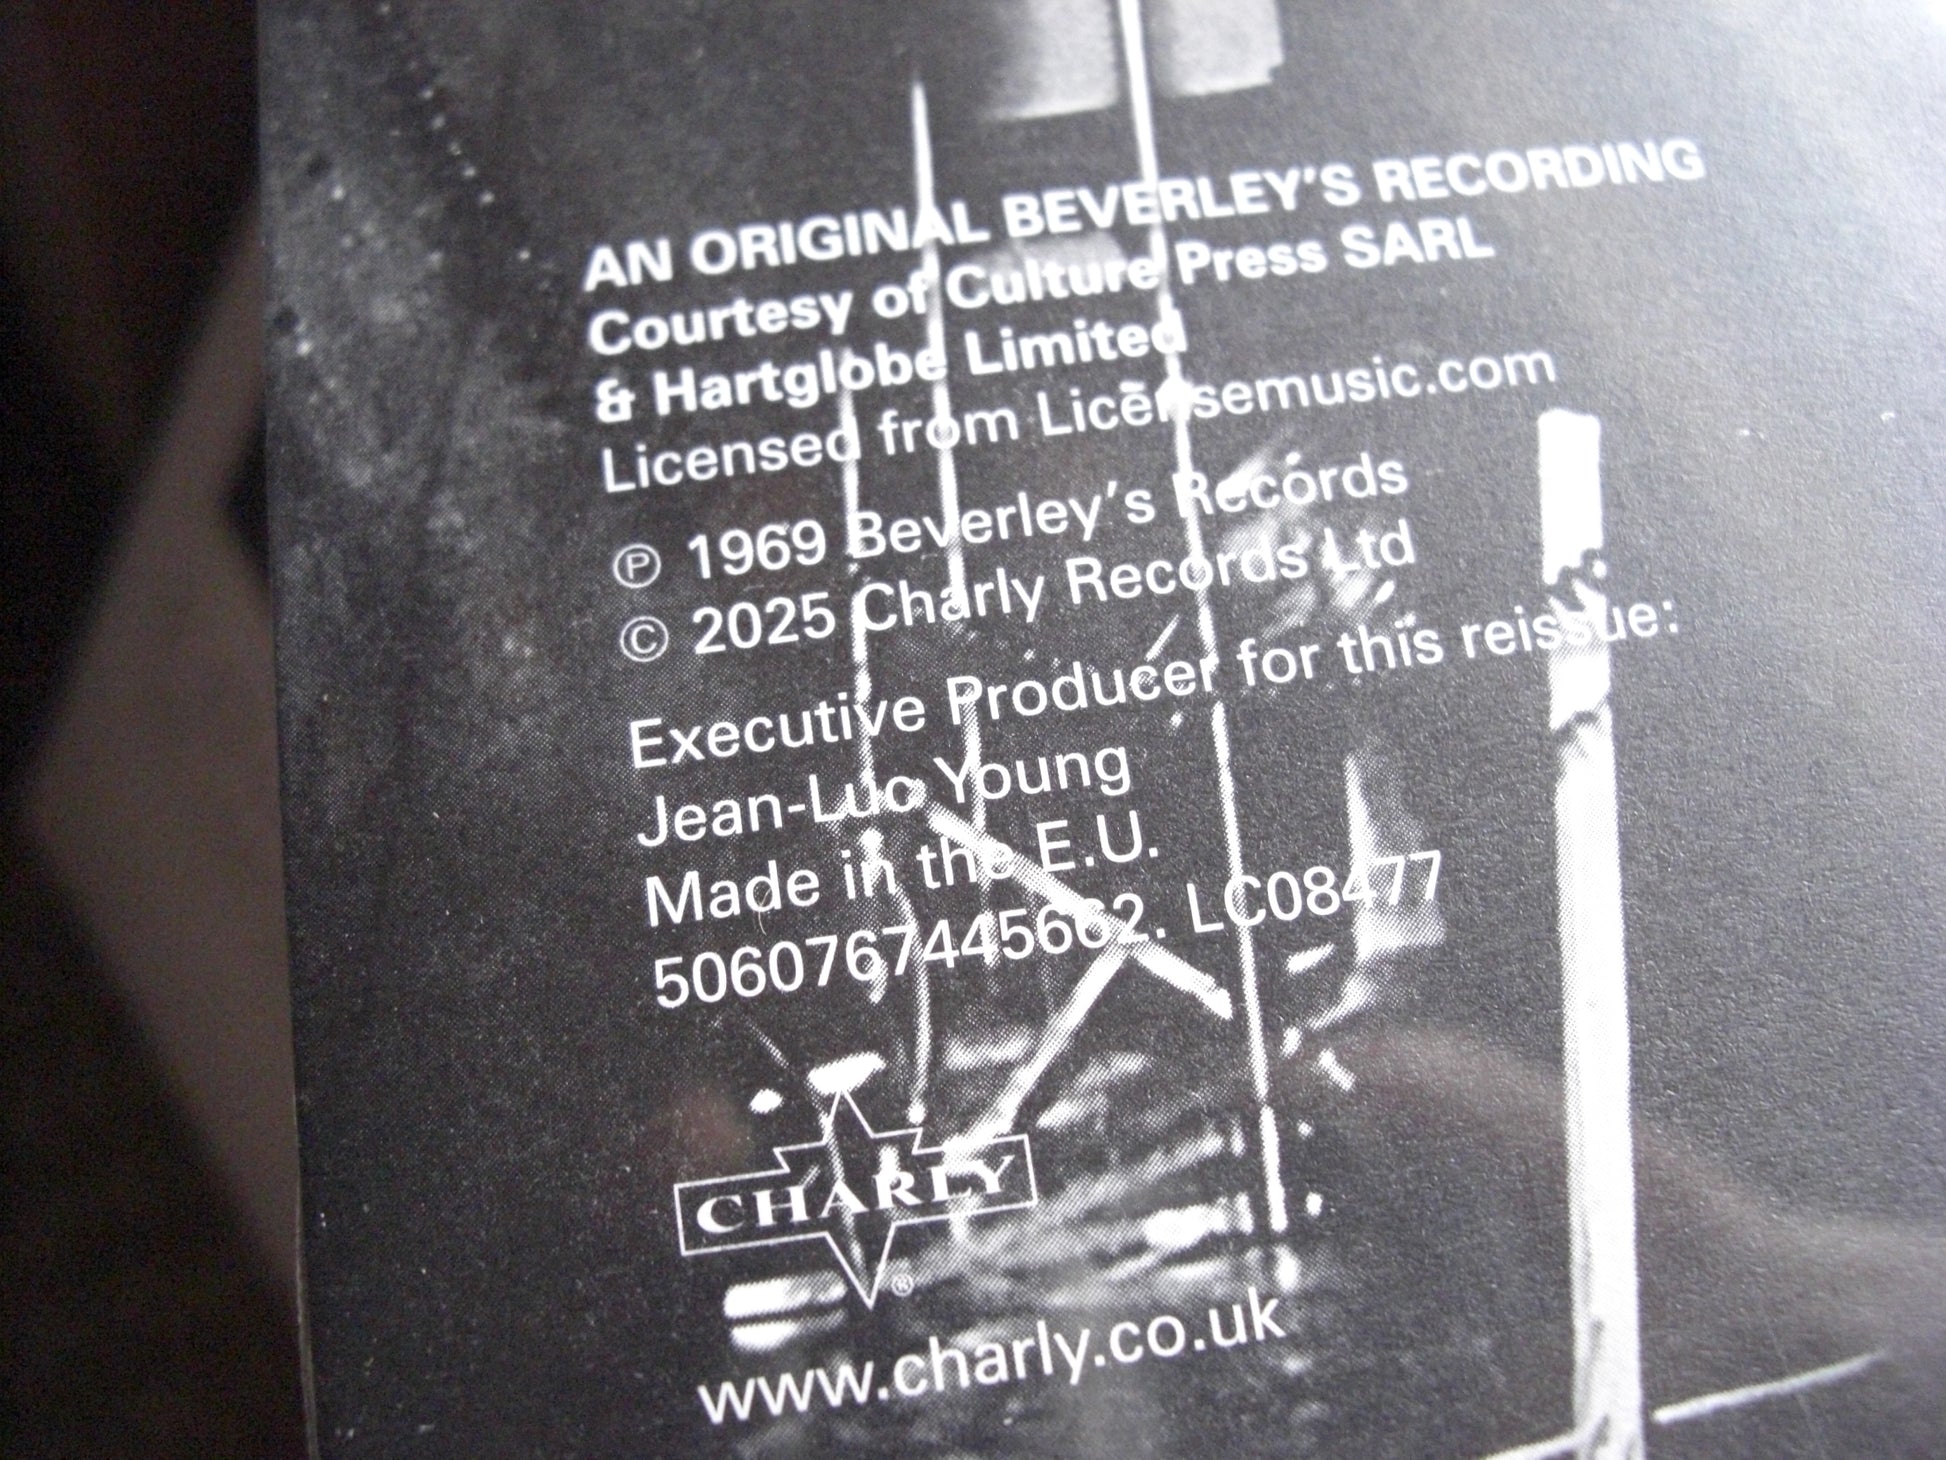 AN ORIGINAL BEVERLEY'S RECORDING
Courtesy of Culture Press SARL
& Hartglobe Limited
Licensed from Licensemusic.com
℗ 1969 Beverley's Records
© 2025 Charly Records Ltd
Executive Producer for this reissue:
Jean-Luc Young
Made in the E.U.
5060767445662. LC08477
CHARLY
®
www.charly.co.uk